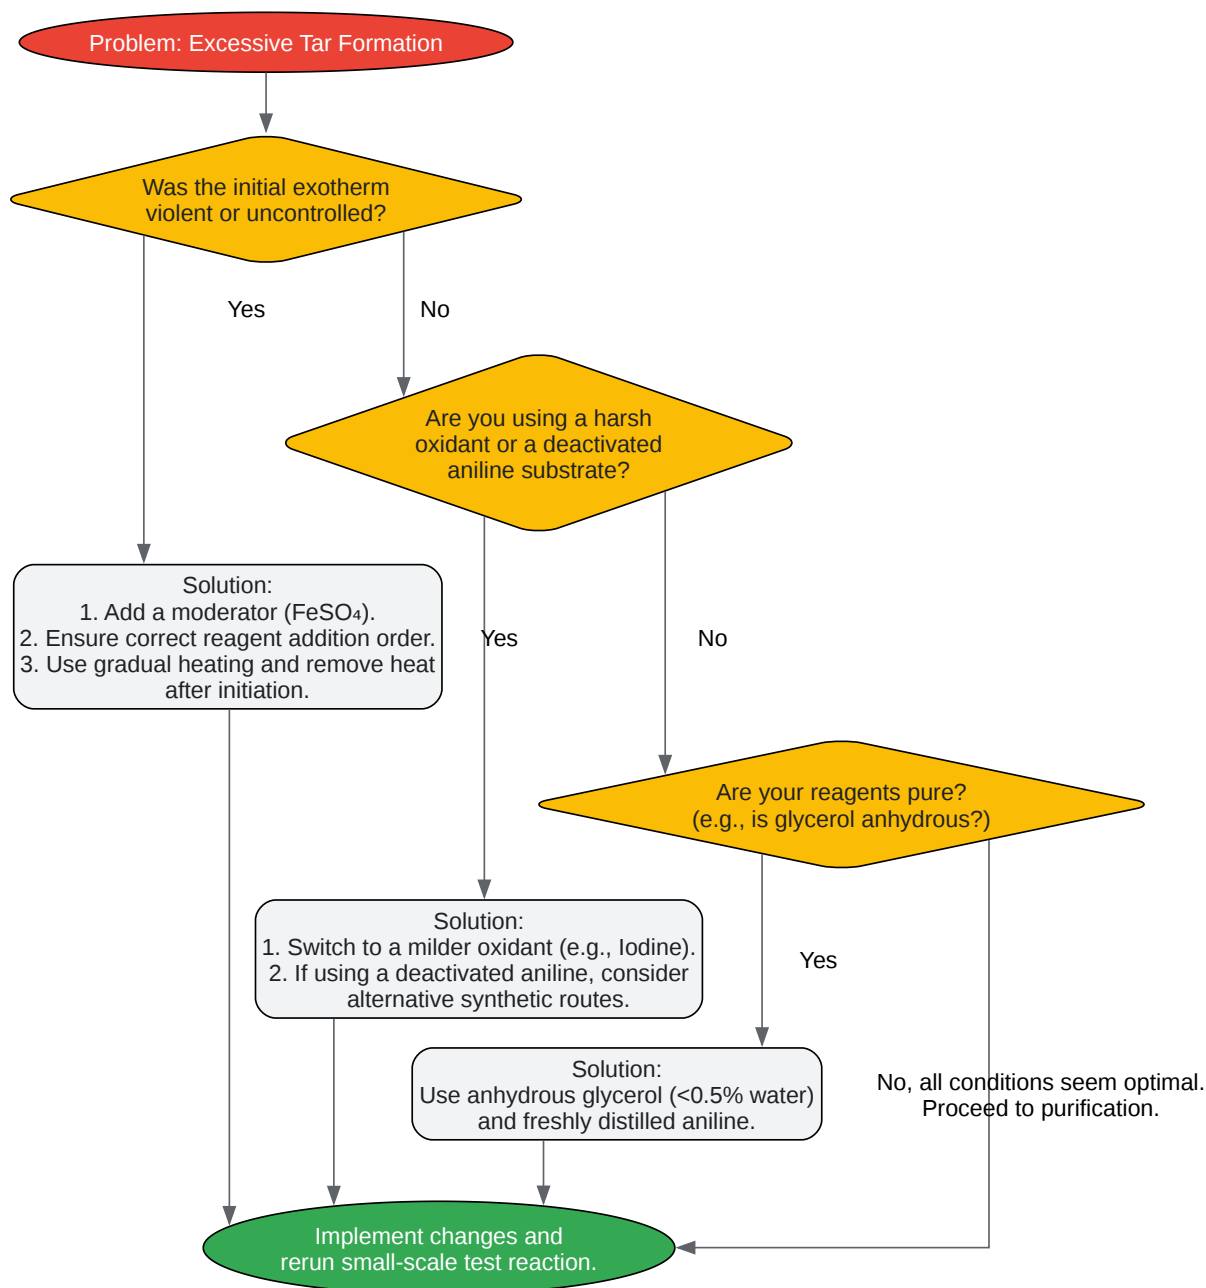 Problem: Excessive Tar Formation
Was the initial exotherm
violent or uncontrolled?
Yes
No
Are you using a harsh
oxidant or a deactivated
aniline substrate?
Solution:
1. Add a moderator (FeSO₄).
2. Ensure correct reagent addition order.
3. Use gradual heating and remove heat
after initiation.
Yes
No
Are your reagents pure?
(e.g., is glycerol anhydrous?)
Solution:
1. Switch to a milder oxidant (e.g., Iodine).
2. If using a deactivated aniline, consider
alternative synthetic routes.
Yes
Solution:
Use anhydrous glycerol (<0.5% water)
and freshly distilled aniline.
No, all conditions seem optimal.
Proceed to purification.
Implement changes and
rerun small-scale test reaction.